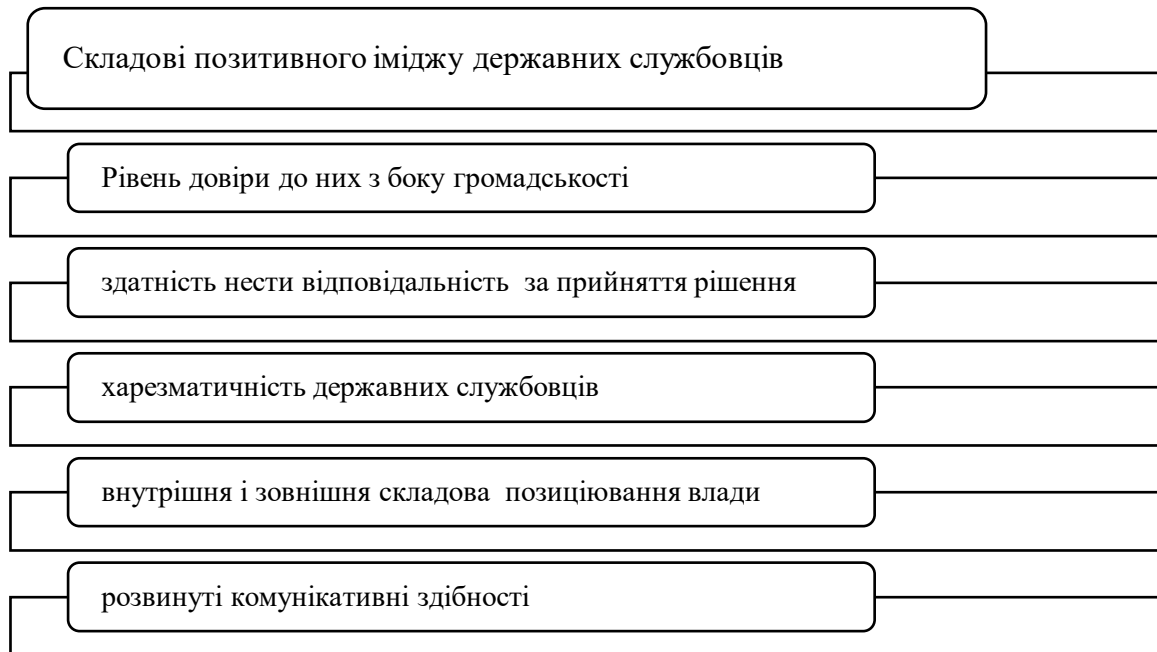 Складові позитивного іміджу державних службовців
Рівень довіри до них з боку громадськості
здатність нести відповідальність за прийняття рішення
харезматичність державних службовців
внутрішня і зовнішня складова позиціювання влади
розвинуті комунікативні здібності